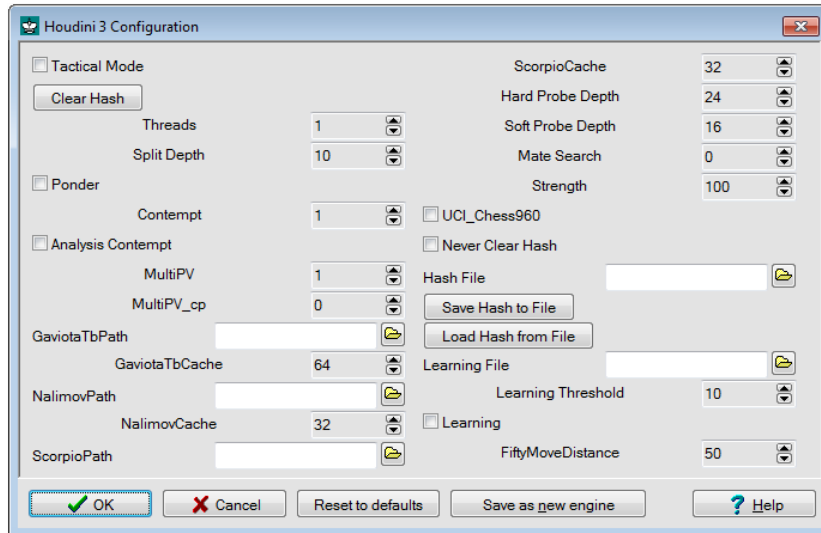 Houdini 3 Configuration
Tactical Mode
Clear Hash
Threads 1
Split Depth 10
Ponder
Contempt 1
Analysis Contempt
MultiPV 1
MultiPV_cp 0
GaviotaTbPath
GaviotaTbCache 64
NalimovPath
NalimovCache 32
ScorpioPath
ScorpioCache 32
Hard Probe Depth 24
Soft Probe Depth 16
Mate Search 0
Strength 100
UCI_Chess960
Never Clear Hash
Hash File
Save Hash to File
Load Hash from File
Learning File
Learning Threshold 10
Learning
FiftyMoveDistance 50
OK Cancel Reset to defaults Save as new engine ? Help